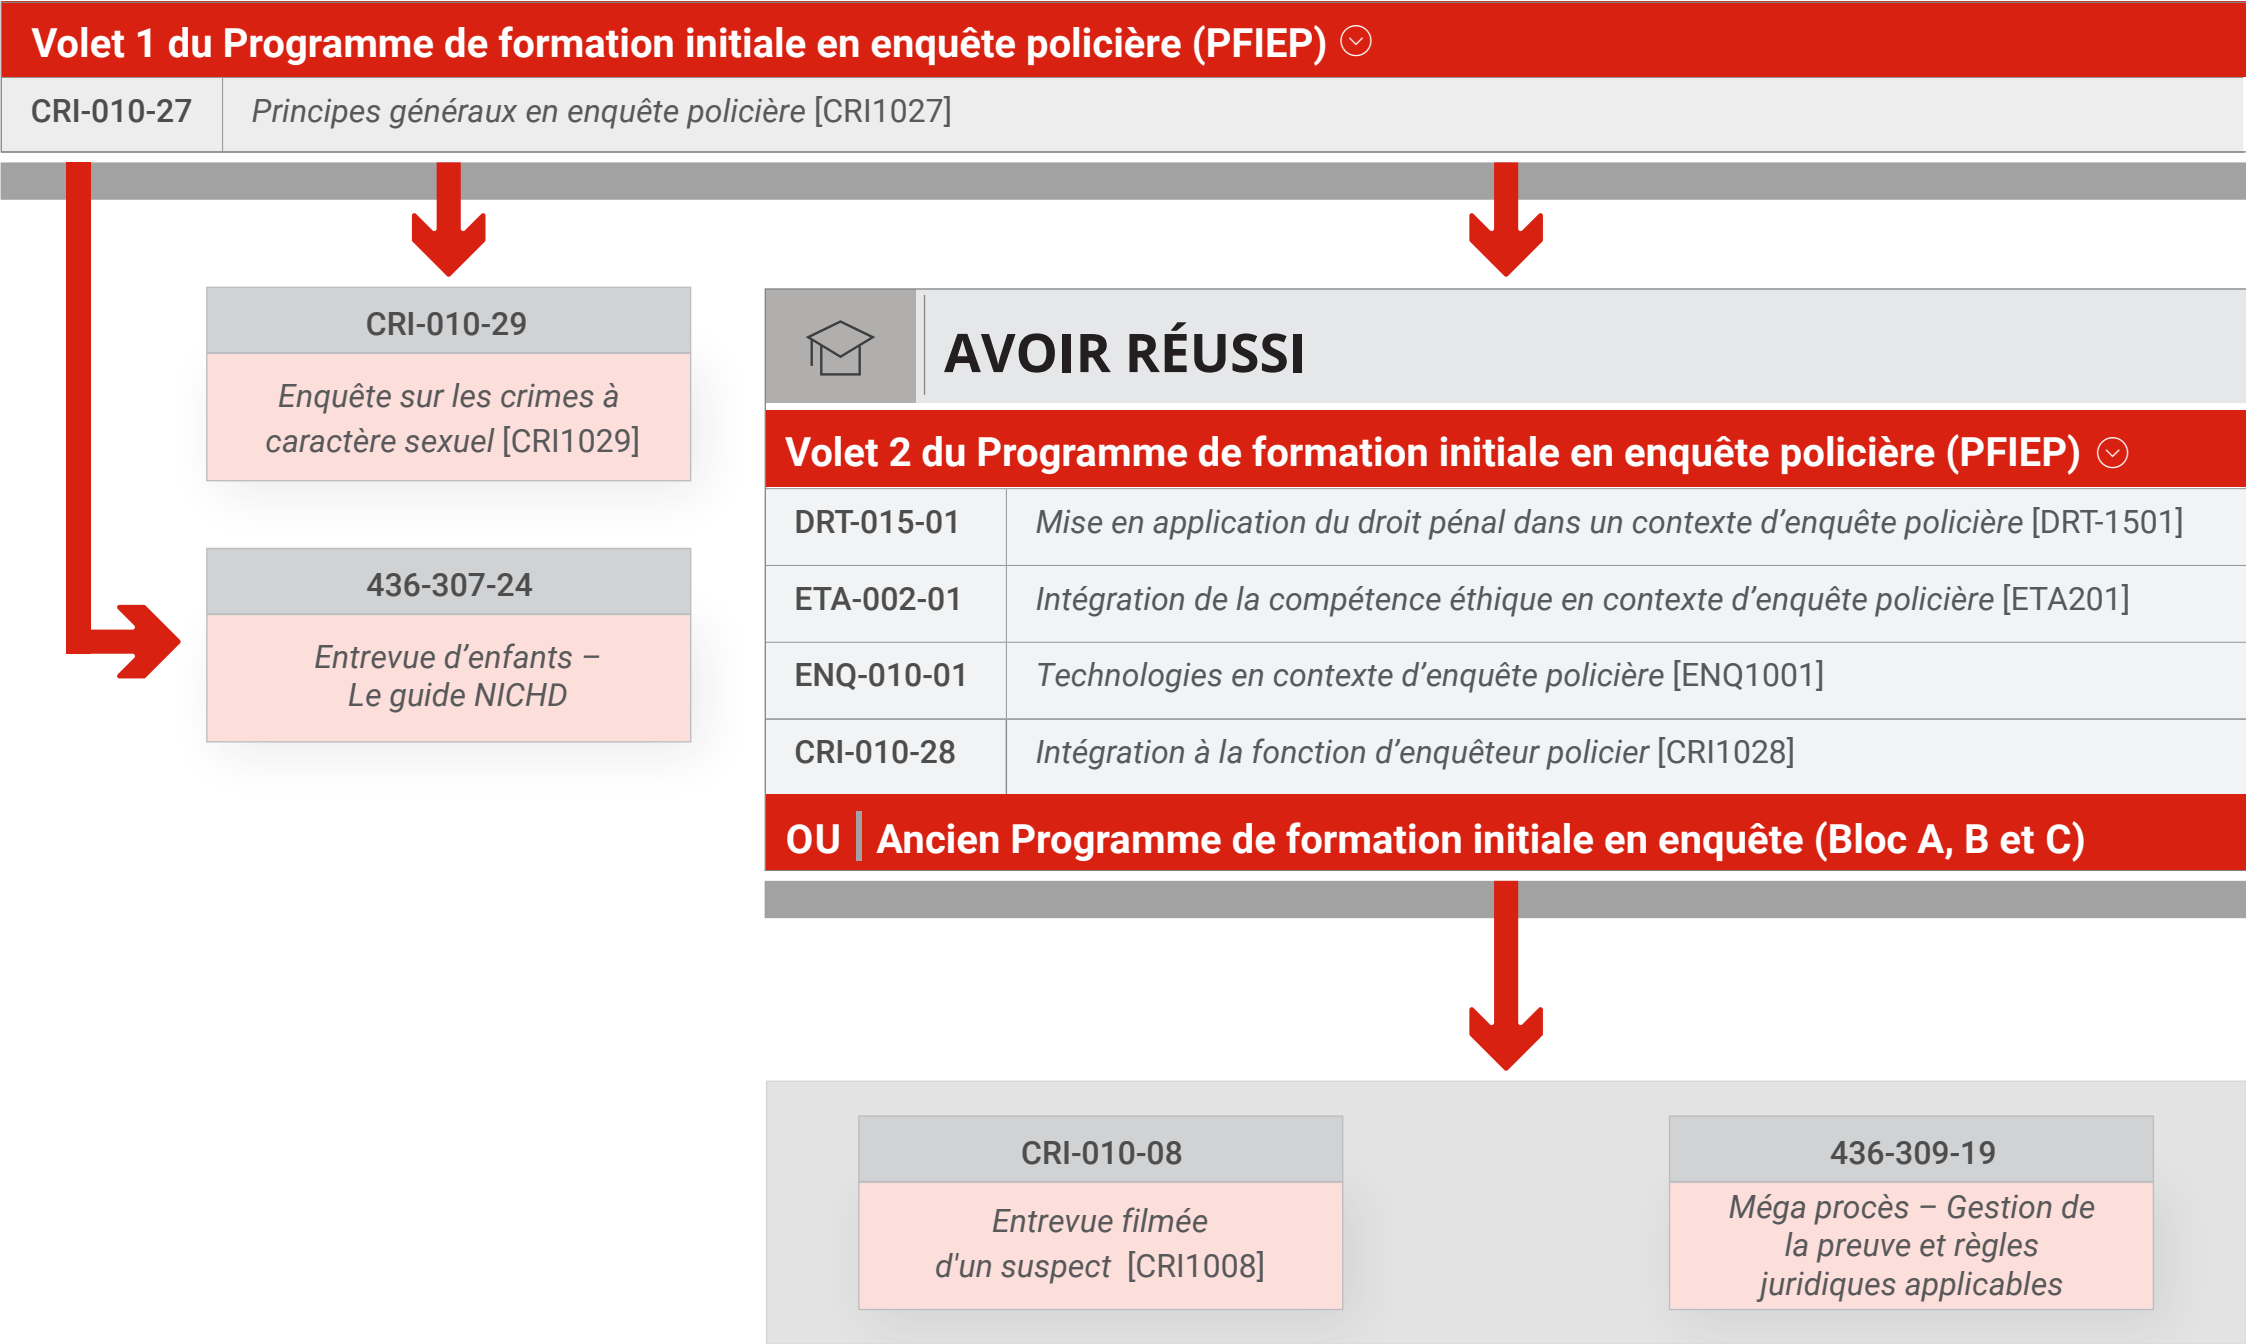 Volet 1 du Programme de formation initiale en enquête policière (PFIEP)
CRI-010-27 Principes généraux en enquête policière [CRI1027]
CRI-010-29
Enquête sur les crimes à
caractère sexuel [CRI1029]
436-307-24
Entrevue d’enfants –
Le guide NICHD
AVOIR RÉUSSI
Volet 2 du Programme de formation initiale en enquête policière (PFIEP)
DRT-015-01 Mise en application du droit pénal dans un contexte d’enquête policière [DRT-1501]
ETA-002-01 Intégration de la compétence éthique en contexte d’enquête policière [ETA201]
ENQ-010-01 Technologies en contexte d’enquête policière [ENQ1001]
CRI-010-28 Intégration à la fonction d’enquêteur policier [CRI1028]
OU Ancien Programme de formation initiale en enquête (Bloc A, B et C)
CRI-010-08
Entrevue filmée
d'un suspect [CRI1008]
436-309-19
Méga procès – Gestion de
la preuve et règles
juridiques applicables